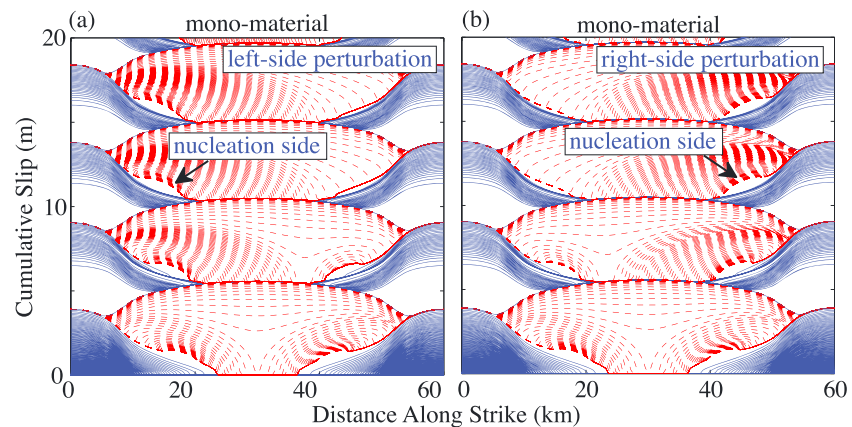 (a) mono-material
(b) mono-material
20
left-side perturbation
right-side perturbation
nucleation side
nucleation side
10
0
Cumulative Slip (m)
0 20 40 60
0 20 40 60
Distance Along Strike (km)